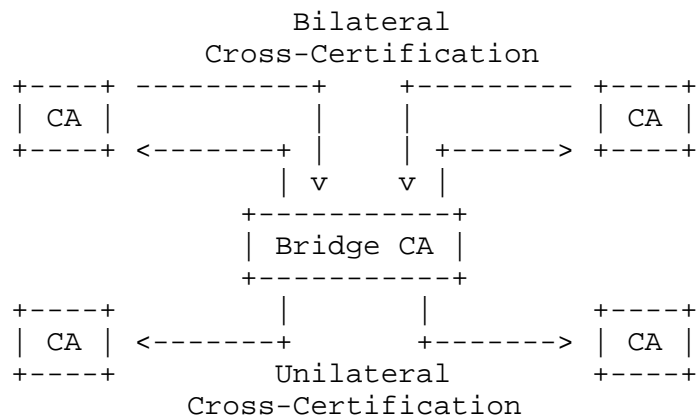 Bilateral
Cross-Certification
+----+ -----------+    +--------- +----+
| CA |            |    |          | CA |
+----+ <-------+  |    | +------> +----+
               |  v    v |
             +-----------+
             | Bridge CA |
             +-----------+
+----+         |       |          +----+
| CA | <-------+       +-------> | CA |
+----+        Unilateral          +----+
Cross-Certification